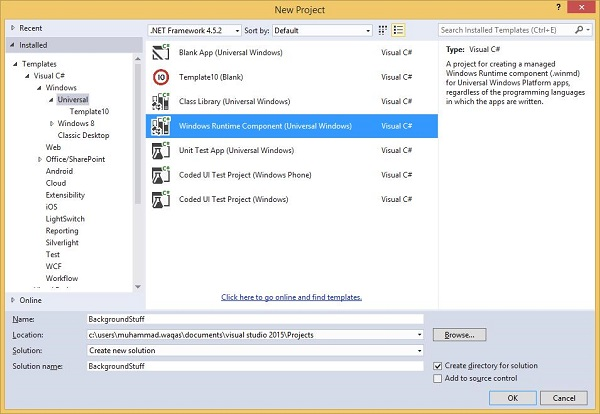 New Project
Recent
.NET Framework 4.5.2
Sort by:
Default
Search Installed Templates (Ctrl+E)
Installed
Templates
Visual C#
Windows
Universal
Template10
Windows 8
Classic Desktop
Web
Office/SharePoint
Android
Cloud
Extensibility
iOS
LightSwitch
Reporting
Silverlight
Test
WCF
Workflow
Online
Blank App (Universal Windows) Visual C#
Template10 (Blank) Visual C#
Class Library (Universal Windows) Visual C#
Windows Runtime Component (Universal Windows) Visual C#
Unit Test App (Universal Windows) Visual C#
Coded UI Test Project (Windows Phone) Visual C#
Coded UI Test Project (Windows) Visual C#
Click here to go online and find templates.
Type: Visual C#
A project for creating a managed
Windows Runtime component (.winmd)
for Universal Windows Platform apps,
regardless of the programming languages
in which the apps are written.
Name: BackgroundStuff
Location: c:\users\muhammad.waqas\documents\visual studio 2015\Projects
Browse...
Solution: Create new solution
Solution name: BackgroundStuff
Create directory for solution
Add to source control
OK
Cancel